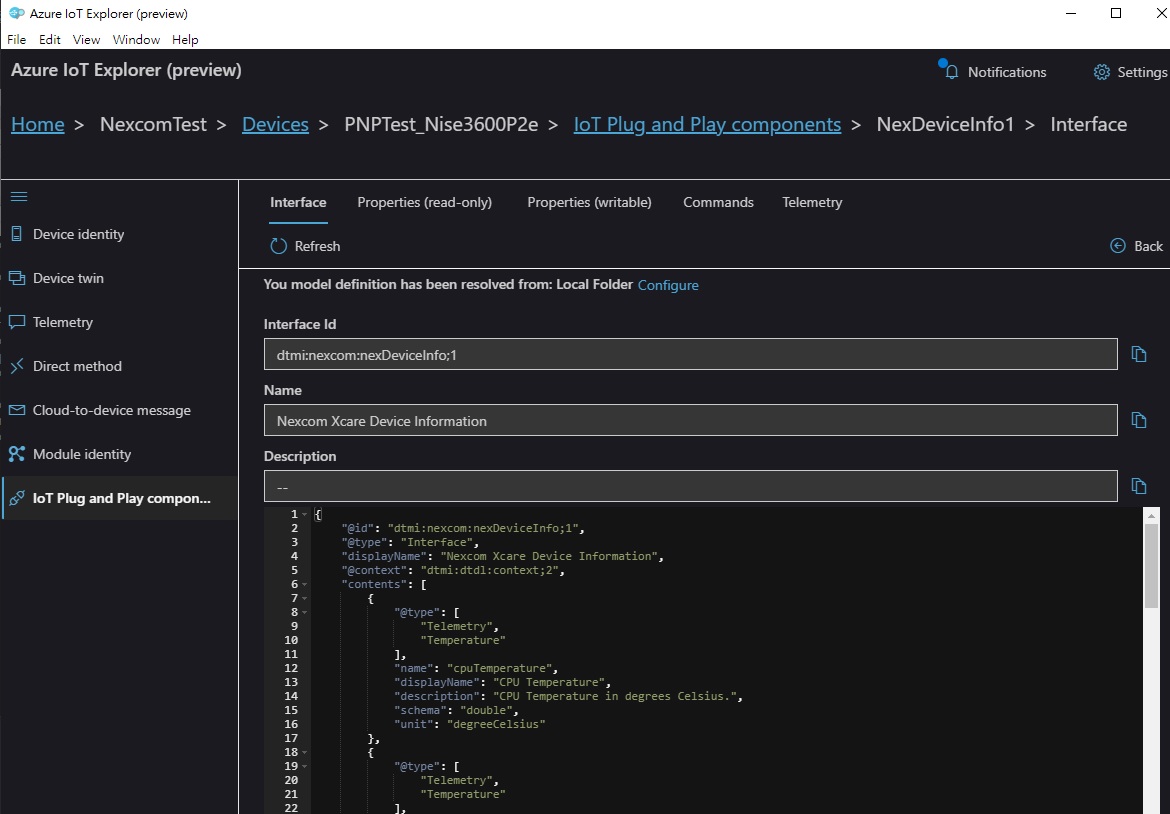 Azure IoT Explorer (preview)
File Edit View Window Help
Azure IoT Explorer (preview)
Notifications
Settings
Home > NexcomTest > Devices > PNPTest_Nise3600P2e > IoT Plug and Play components > NexDeviceInfo1 > Interface
Device identity
Device twin
Telemetry
Direct method
Cloud-to-device message
Module identity
IoT Plug and Play compon...
Interface Properties (read-only) Properties (writable) Commands Telemetry
Refresh
Back
You model definition has been resolved from: Local Folder Configure
Interface Id
dtmi:nexcom:nexDeviceInfo;1
Name
Nexcom Xcare Device Information
Description
--
1 {
2 "@id": "dtmi:nexcom:nexDeviceInfo;1",
3 "@type": "Interface",
4 "displayName": "Nexcom Xcare Device Information",
5 "@context": "dtmi:dtdl:context;2",
6 "contents": [
7 {
8 "@type": [
9 "Telemetry",
10 "Temperature"
11 ],
12 "name": "cpuTemperature",
13 "displayName": "CPU Temperature",
14 "description": "CPU Temperature in degrees Celsius.",
15 "schema": "double",
16 "unit": "degreeCelsius"
17 },
18 {
19 "@type": [
20 "Telemetry",
21 "Temperature"
22 ],